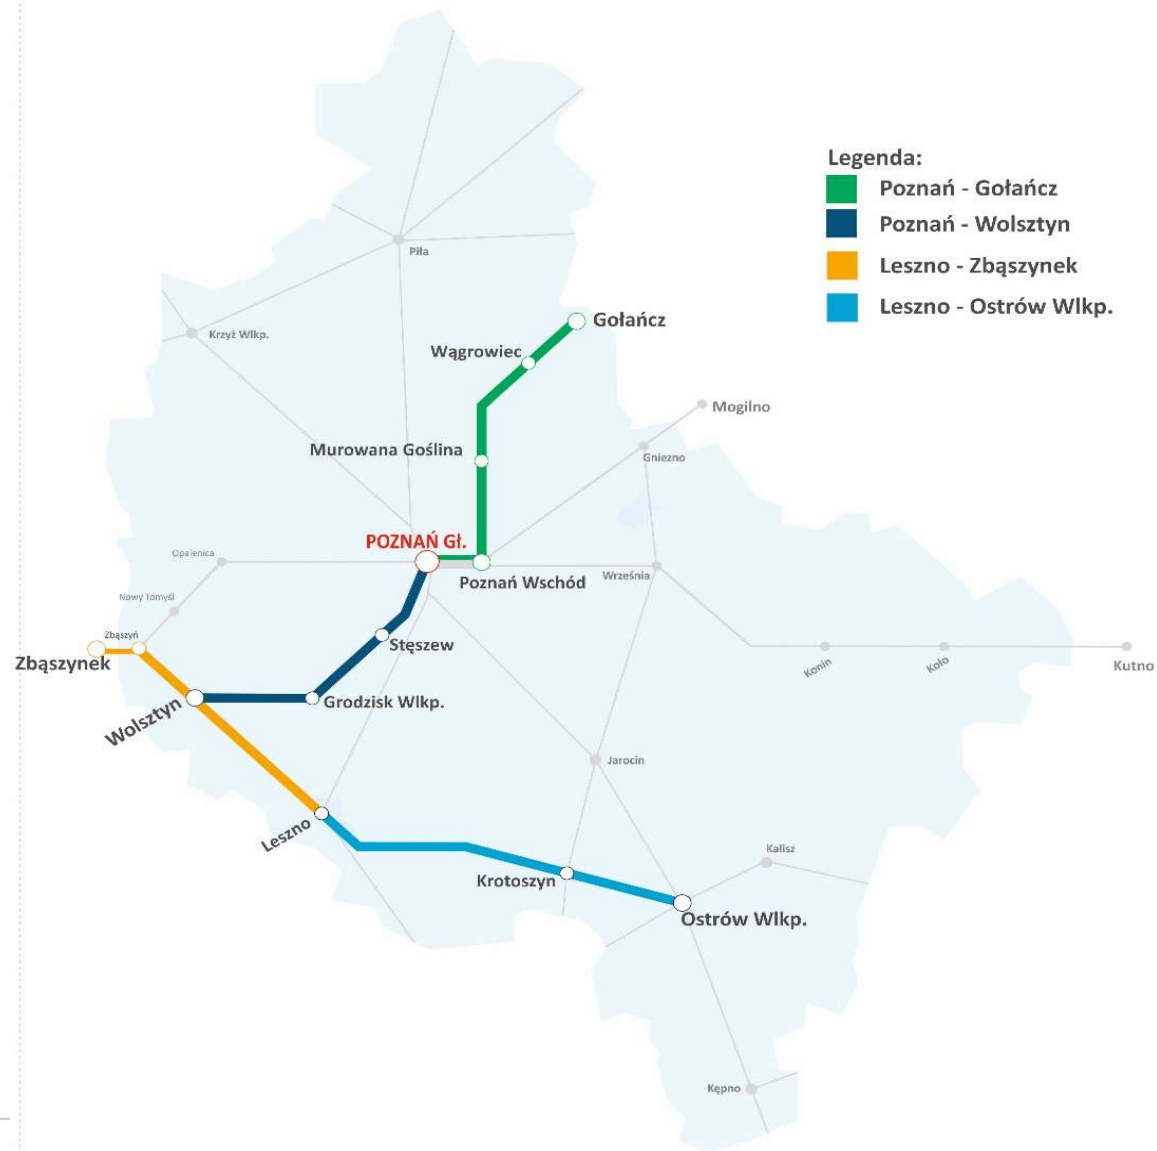 Legenda:
Poznań - Gołańcz
Poznań - Wolsztyn
Leszno - Zbąszynek
Leszno - Ostrów Wlkp.
Piła
Gołańcz
Krzyż Wlkp.
Wągrowiec
Mogilno
Murowana Goślina
Gniezno
POZNAŃ Gł.
Opalenica
Poznań Wschód
Września
Nowy Tomyśl
Zbąszyń
Stęszew
Zbąszynek
Konin
Koło
Kutno
Wolsztyn
Grodzisk Wlkp.
Jarocin
Leszno
Kalisz
Krotoszyn
Ostrów Wlkp.
Kępno